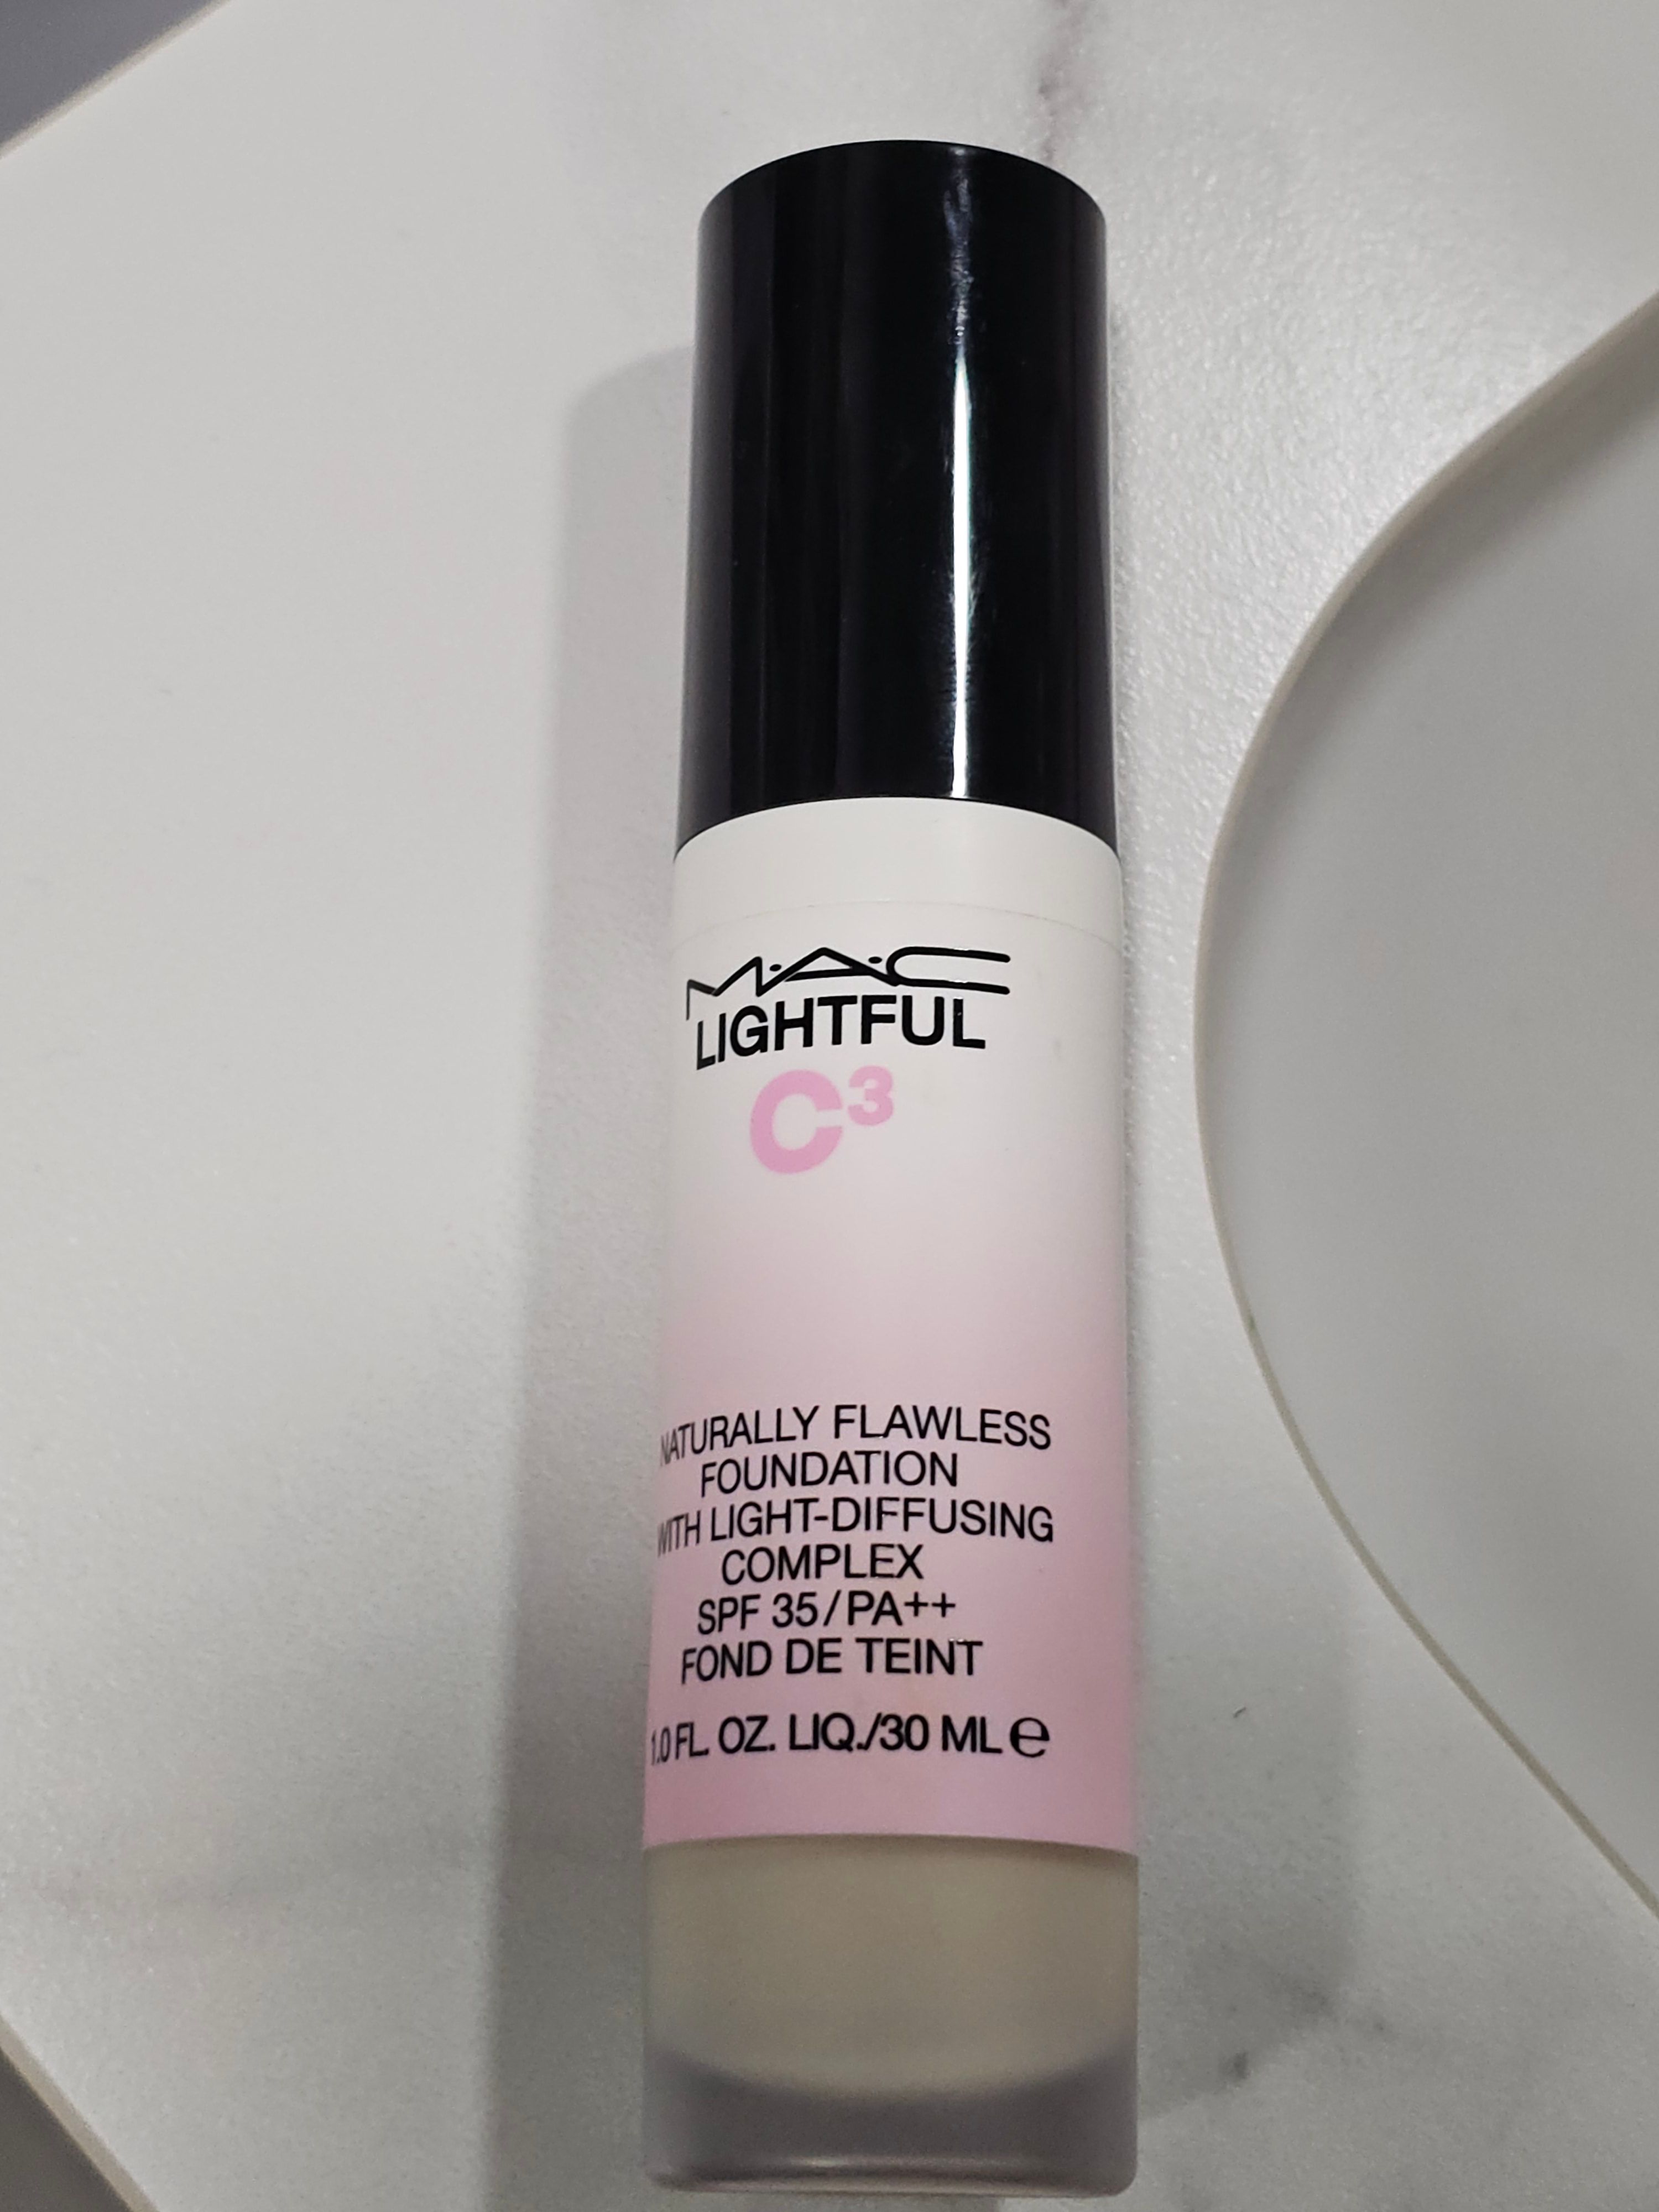 M·A·C
LIGHTFUL
C³
NATURALLY FLAWLESS
FOUNDATION
WITH LIGHT-DIFFUSING
COMPLEX
SPF 35/PA++
FOND DE TEINT
1.0 FL. OZ. LIQ./30 ML ℮